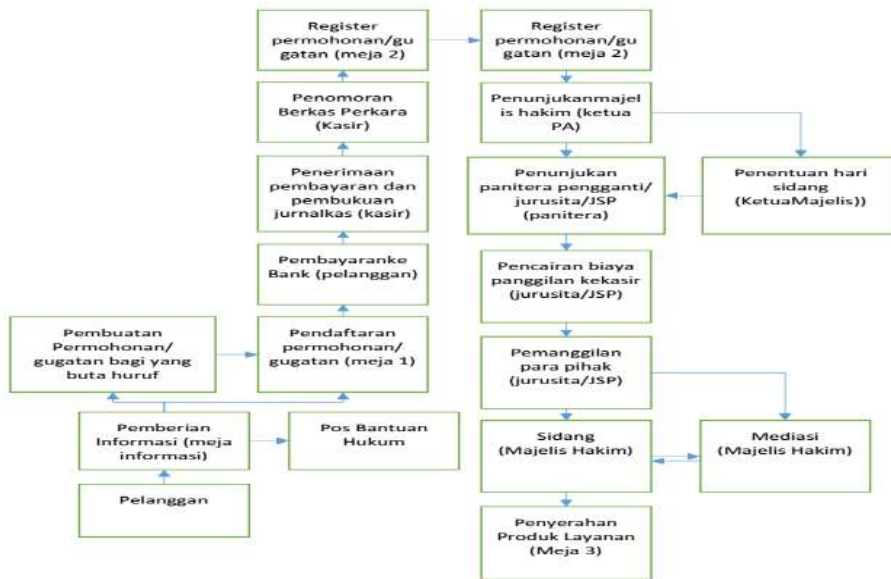 Register
permohonan/gu
gatan (meja 2)
Register
permohonan/gu
gatan (meja 2)
Penomoran
Berkas Perkara
(Kasir)
Penunjukanmajel
is hakim (ketua
PA)
Penerimaan
pembayaran dan
pembukuan
jurnalkas (kasir)
Penunjukan
panitera pengganti/
jurusita/JSP
(panitera)
Penentuan hari
sidang
(KetuaMajelis))
Pembayaranke
Bank (pelanggan)
Pencairan biaya
panggilan kekasir
(jurusita/JSP)
Pembuatan
Permohonan/
gugatan bagi yang
buta huruf
Pendaftaran
permohonan/
gugatan (meja 1)
Pemanggilan
para pihak
(jurusita/JSP)
Pemberian
Informasi (meja
informasi)
Pos Bantuan
Hukum
Sidang
(Majelis Hakim)
Mediasi
(Majelis Hakim)
Pelanggan
Penyerahan
Produk Layanan
(Meja 3)